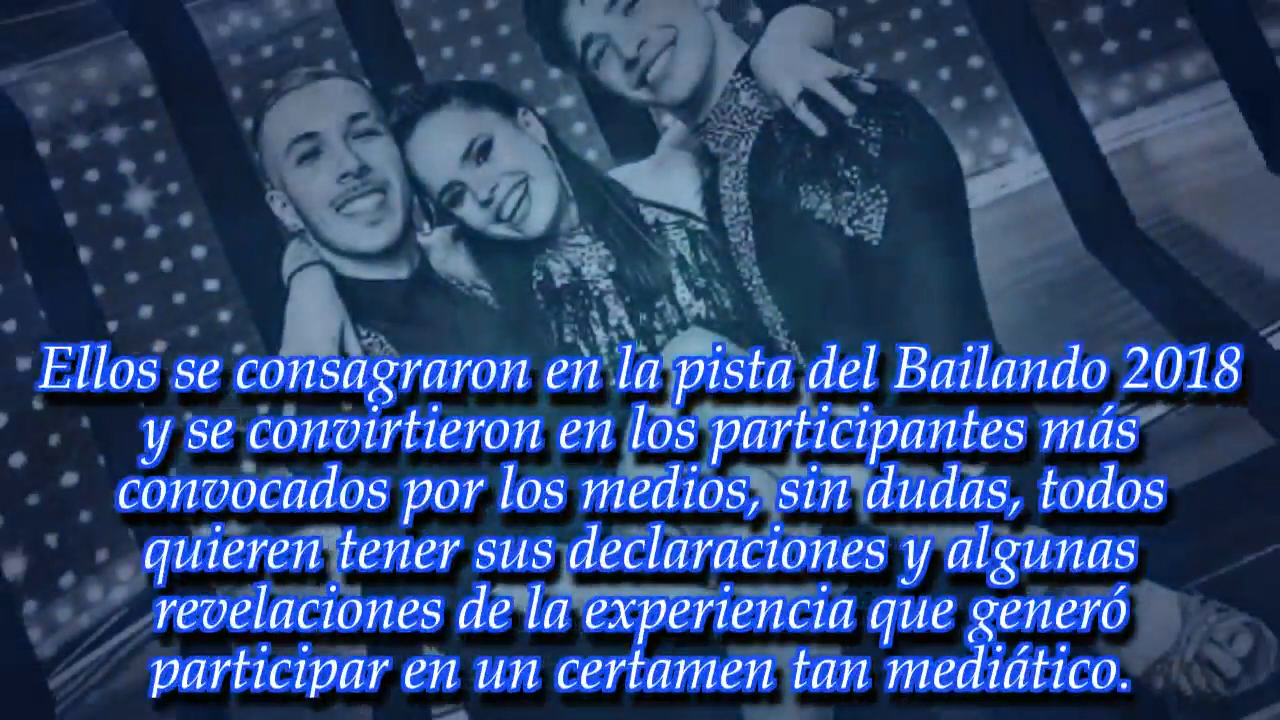 Ellos se consagraron en la pista del Bailando 2018
y se convirtieron en los participantes más
convocados por los medios, sin dudas, todos
quieren tener sus declaraciones y algunas
revelaciones de la experiencia que generó
participar en un certamen tan mediático.